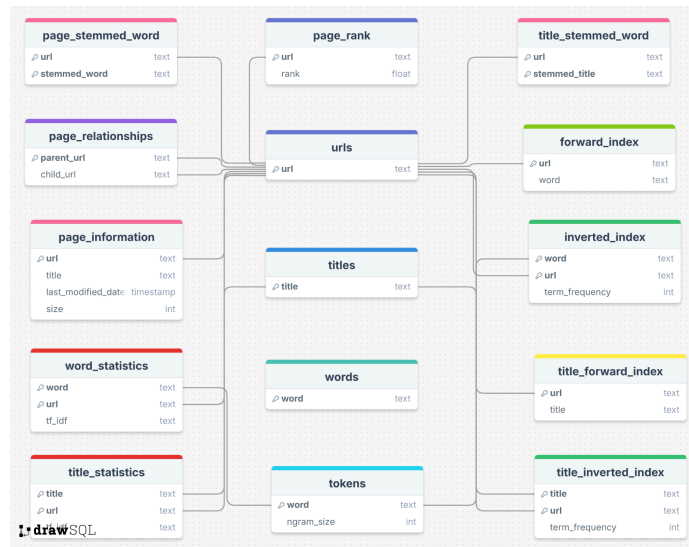 page_stemmed_word
url text
stemmed_word text
page_rank
url text
rank float
title_stemmed_word
url text
stemmed_title text
page_relationships
parent_url text
child_url text
urls
url text
forward_index
url text
word text
page_information
url text
title text
last_modified_date timestamp
size int
titles
title text
inverted_index
word text
url text
term_frequency int
word_statistics
word text
url text
tf_idf text
words
word text
title_forward_index
url text
title text
title_statistics
title text
url text
tf_idf text
tokens
word text
ngram_size int
title_inverted_index
title text
url text
term_frequency int
drawSQL